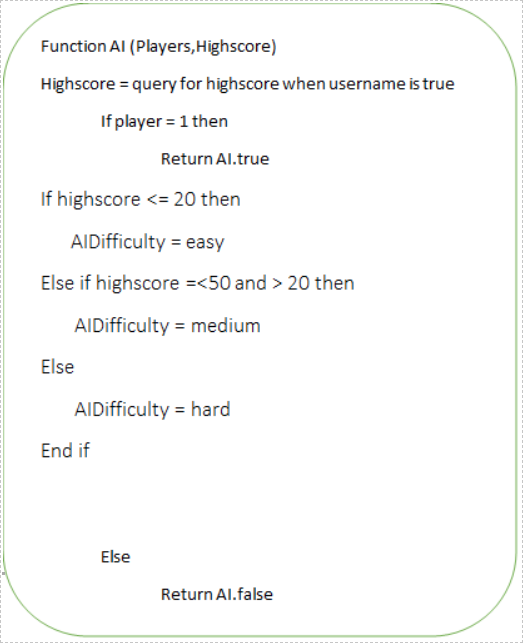 Function AI (Players,Highscore)
Highscore = query for highscore when username is true
If player = 1 then
Return AI.true
If highscore <= 20 then
AIDifficulty = easy
Else if highscore =<50 and > 20 then
AIDifficulty = medium
Else
AIDifficulty = hard
End if
Else
Return AI.false